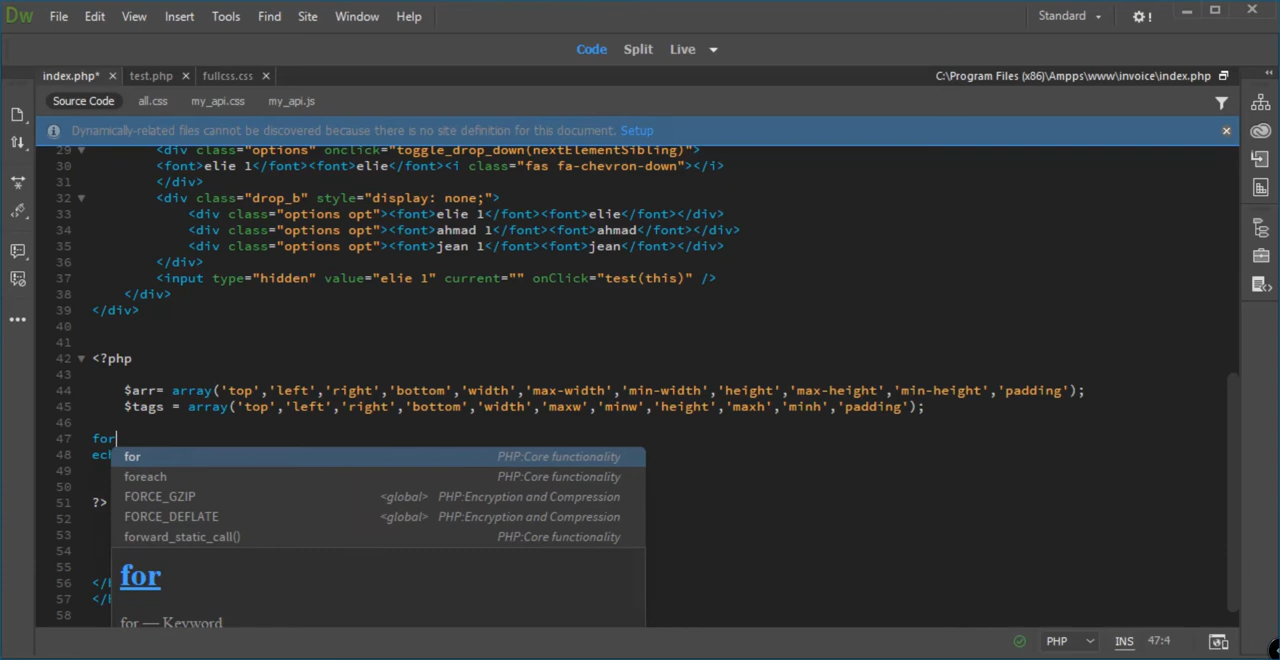 Dw File Edit View Insert Tools Find Site Window Help Standard !
Code Split Live
index.php* × test.php × fullcss.css × C:\Program Files (x86)\Ampps\www\invoice\index.php
Source Code all.css my_api.css my_api.js
Dynamically-related files cannot be discovered because there is no site definition for this document. Setup
29 <div class="options" onclick="toggle_drop_down(nextElementSibling)">
30 <font>elie 1</font><font>elie</font><i class="fas fa-chevron-down"></i>
31 </div>
32 <div class="drop_b" style="display: none;">
33 <div class="options opt"><font>elie 1</font><font>elie</font></div>
34 <div class="options opt"><font>ahmad 1</font><font>ahmad</font></div>
35 <div class="options opt"><font>jean 1</font><font>jean</font></div>
36 </div>
37 <input type="hidden" value="elie 1" current="" onClick="test(this)" />
38 </div>
39 </div>
40
41
42 <?php
43
44 $arr= array('top','left','right','bottom','width','max-width','min-width','height','max-height','min-height','padding');
45 $tags = array('top','left','right','bottom','width','maxw','minw','height','maxh','minh','padding');
46
47 for
48 ech
for PHP:Core functionality
49
foreach PHP:Core functionality
50
FORCE_GZIP <global> PHP:Encryption and Compression
51 ?>
FORCE_DEFLATE <global> PHP:Encryption and Compression
52
53
forward_static_call() PHP:Core functionality
54
55
for
56 </
57 </
58
for — Keyword
PHP INS 47:4